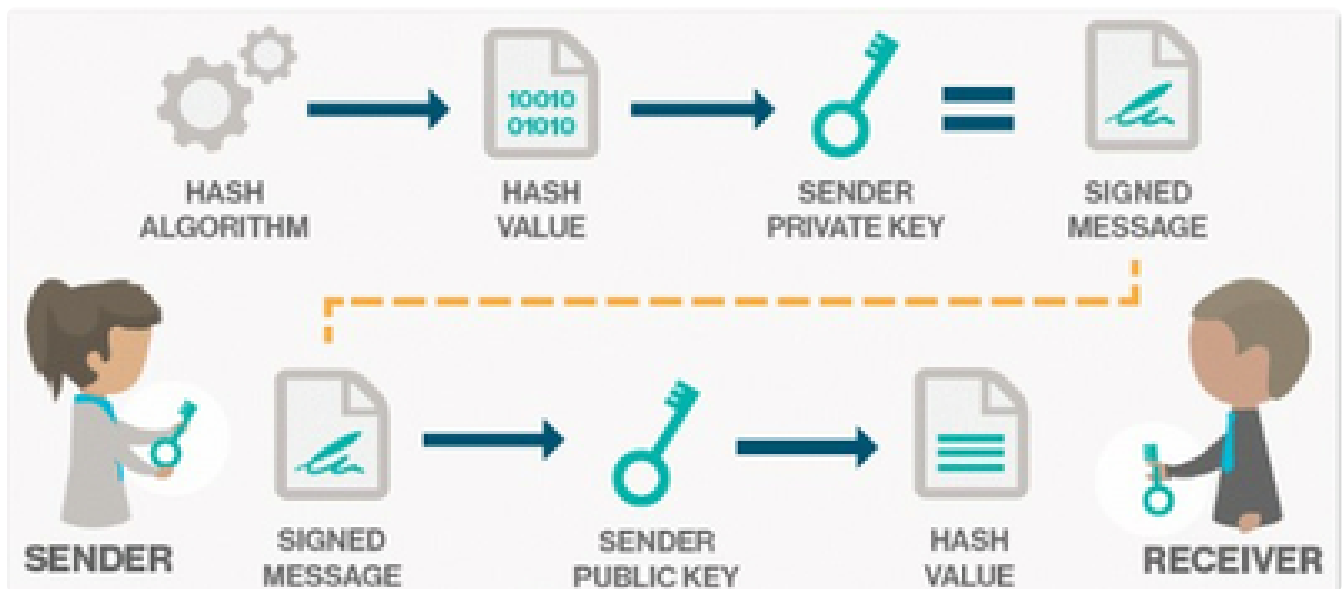 10010
01010
HASH
ALGORITHM
HASH
VALUE
SENDER
PRIVATE KEY
SIGNED
MESSAGE
SENDER
SIGNED
MESSAGE
SENDER
PUBLIC KEY
HASH
VALUE
RECEIVER